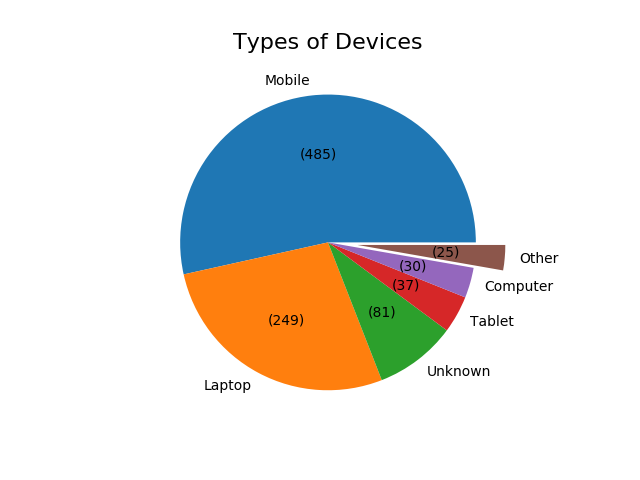 Types of Devices
Mobile
(485)
(25)
Other
(30)
Computer
(37)
(81)
Tablet
(249)
Unknown
Laptop